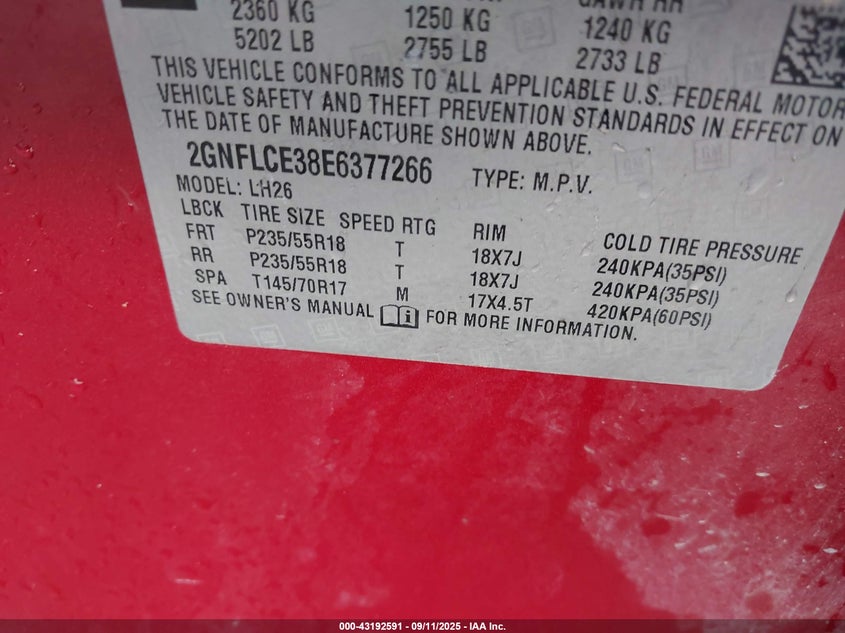 2360 KG 1250 KG 1240 KG
5202 LB 2755 LB 2733 LB
THIS VEHICLE CONFORMS TO ALL APPLICABLE U.S. FEDERAL MOTOR
VEHICLE SAFETY AND THEFT PREVENTION STANDARDS IN EFFECT ON
THE DATE OF MANUFACTURE SHOWN ABOVE.
2GNFLCE38E6377266 TYPE: M.P.V.
MODEL: LH26
LBCK TIRE SIZE SPEED RTG RIM COLD TIRE PRESSURE
FRT P235/55R18 T 18X7J 240KPA(35PSI)
RR P235/55R18 T 18X7J 240KPA(35PSI)
SPA T145/70R17 M 17X4.5T 420KPA(60PSI)
SEE OWNER'S MANUAL FOR MORE INFORMATION.
000-43192591 - 09/11/2025 - IAA Inc.